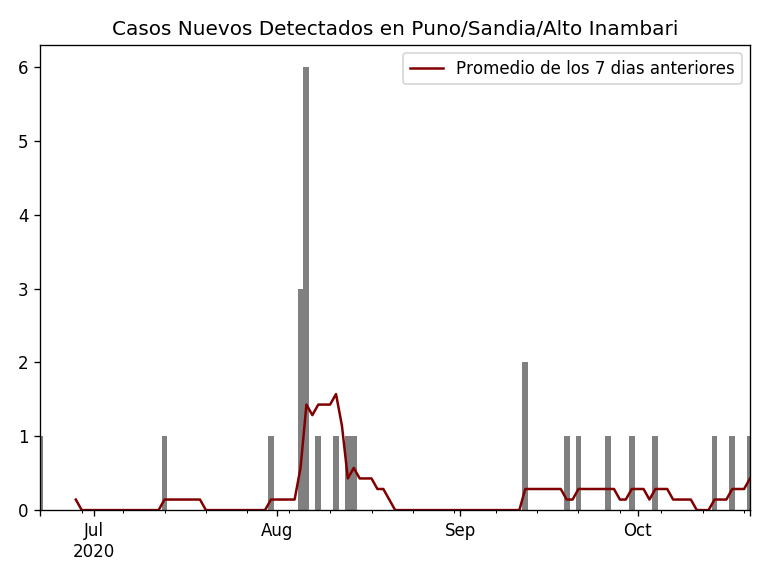 Casos Nuevos Detectados en Puno/Sandia/Alto Inambari
Promedio de los 7 dias anteriores
6
5
4
3
2
1
0
Jul
2020
Aug
Sep
Oct